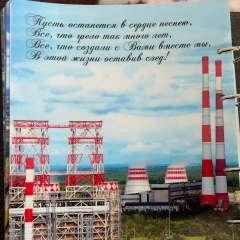 Пусть останется в сердце песнею,
Все, что грело так много лет,
Все, что создали с Вами вместе мы,
В этой жизни оставив след!